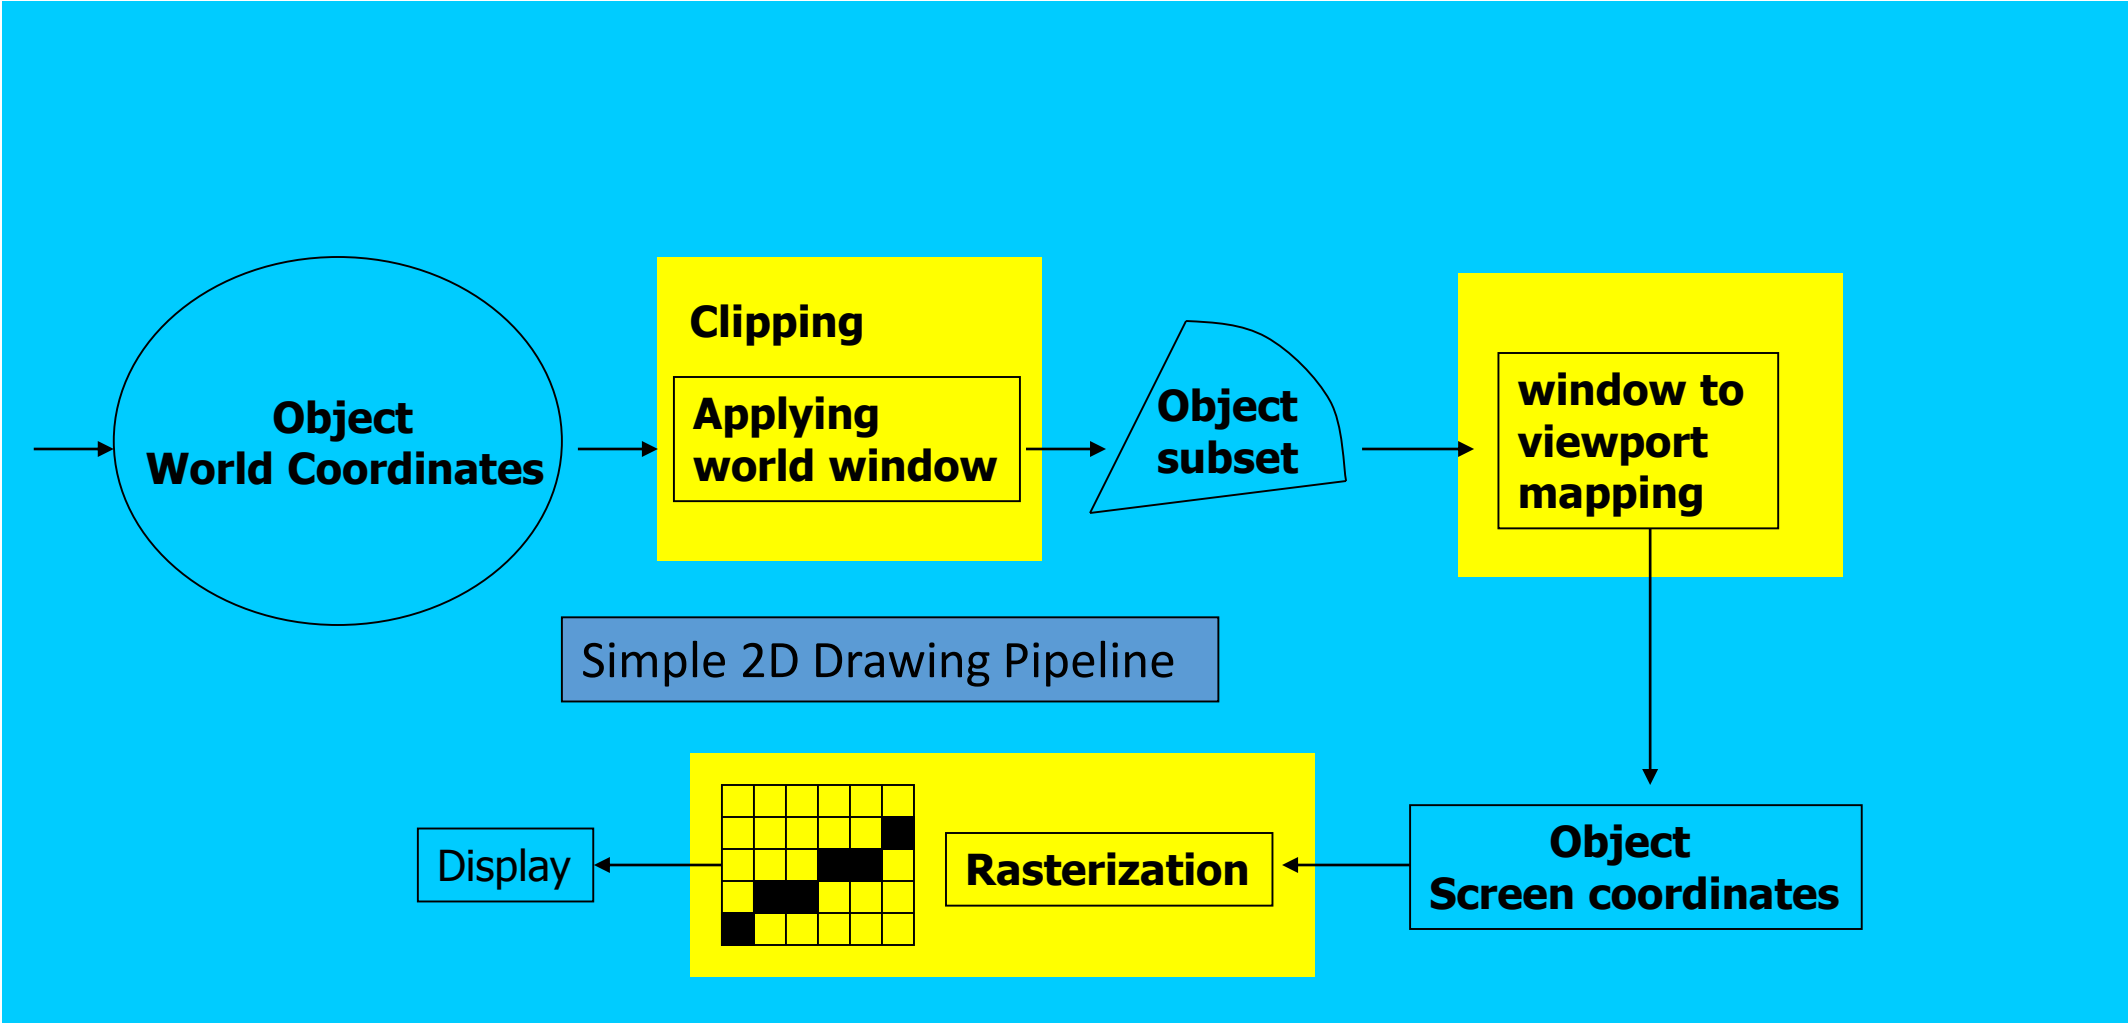 Object
World Coordinates
Clipping
Applying
world window
Object
subset
window to
viewport
mapping
Simple 2D Drawing Pipeline
Display
Rasterization
Object
Screen coordinates